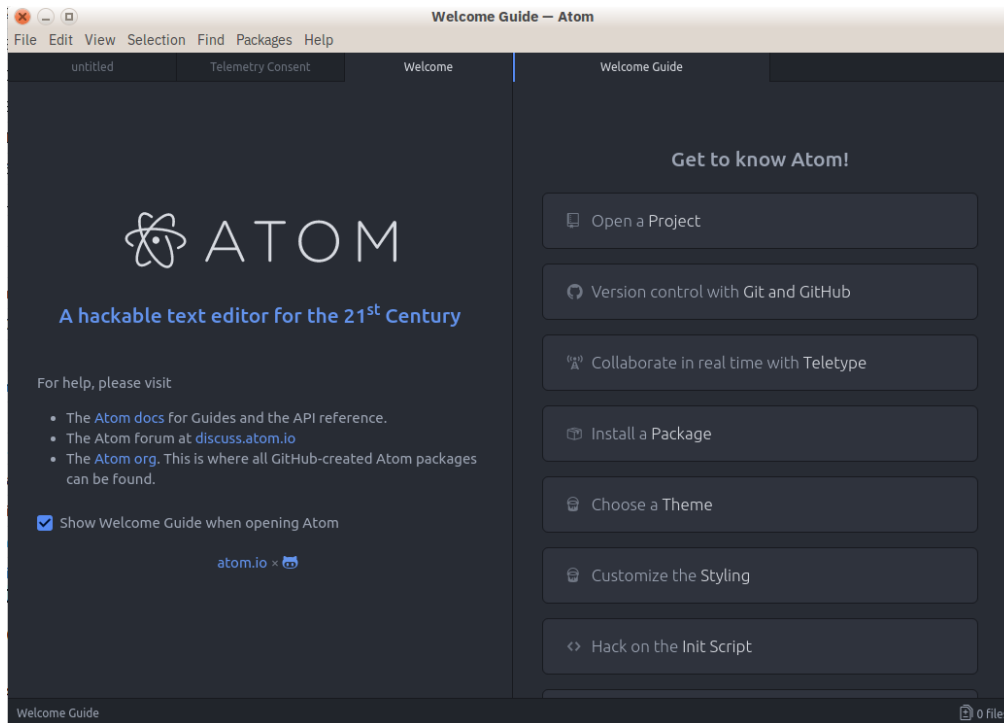 Welcome Guide — Atom
File Edit View Selection Find Packages Help
untitled
Telemetry Consent
Welcome
Welcome Guide
ATOM
A hackable text editor for the 21st Century
For help, please visit
• The Atom docs for Guides and the API reference.
• The Atom forum at discuss.atom.io
• The Atom org. This is where all GitHub-created Atom packages
can be found.
Show Welcome Guide when opening Atom
atom.io ×
Get to know Atom!
Open a Project
Version control with Git and GitHub
Collaborate in real time with Teletype
Install a Package
Choose a Theme
Customize the Styling
Hack on the Init Script
Welcome Guide
0 file